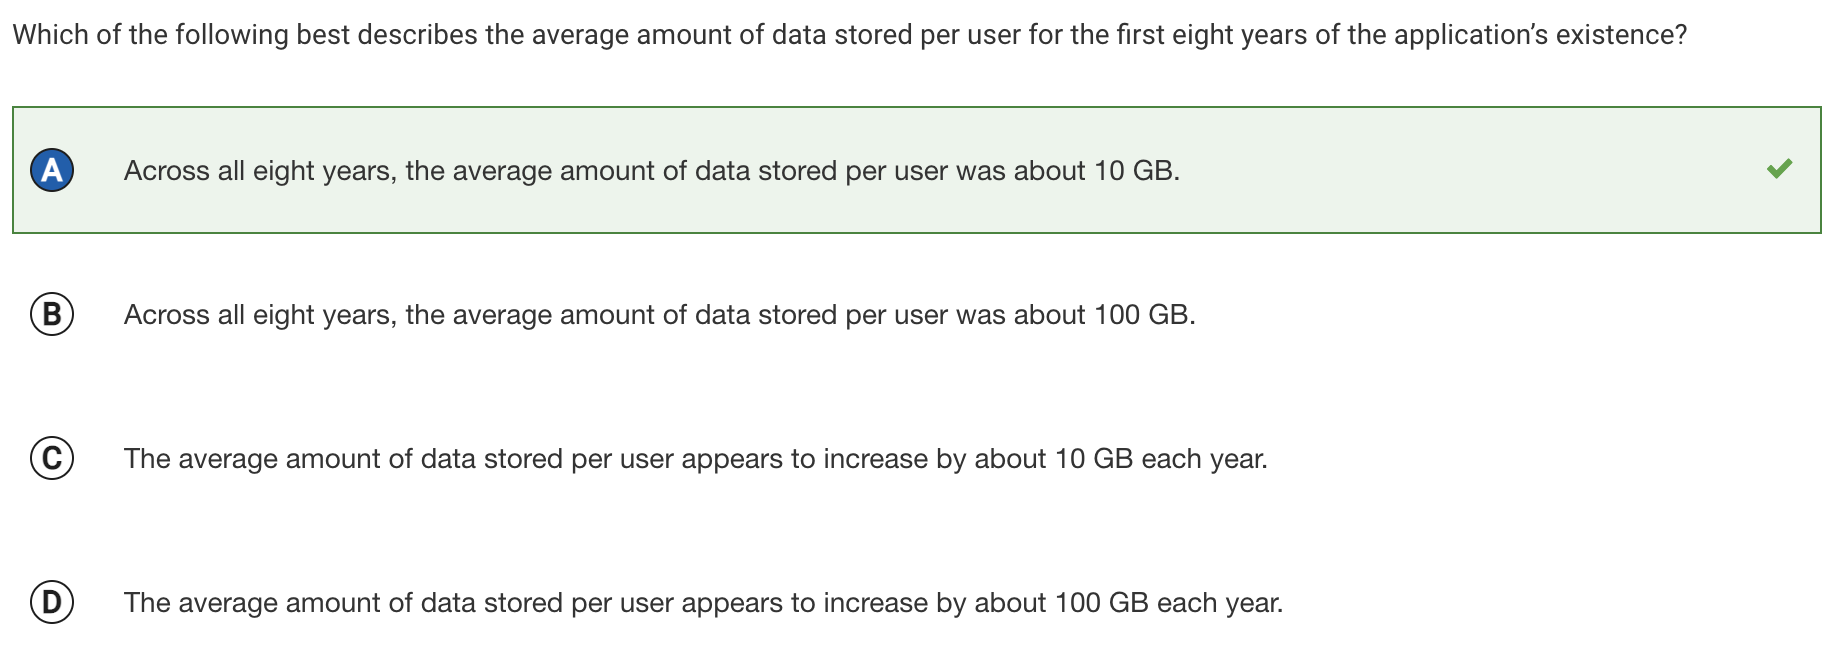 Which of the following best describes the average amount of data stored per user for the first eight years of the application’s existence?
A Across all eight years, the average amount of data stored per user was about 10 GB.
B Across all eight years, the average amount of data stored per user was about 100 GB.
C The average amount of data stored per user appears to increase by about 10 GB each year.
D The average amount of data stored per user appears to increase by about 100 GB each year.